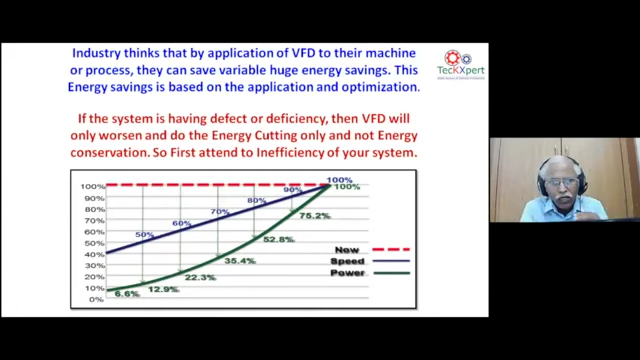 Industry thinks that by application of VFD to their machine
or process, they can save variable huge energy savings. This
Energy savings is based on the application and optimization.
TecKXpert
If the system is having defect or deficiency, then VFD will
only worsen and do the Energy Cutting only and not Energy
conservation. So First attend to Inefficiency of your system.
100%
90%
80%
70%
60%
50%
40%
30%
20%
10%
0%
50%
60%
70%
80%
90%
100%
100%
75.2%
52.8%
35.4%
22.3%
12.9%
6.6%
Now
Speed
Power